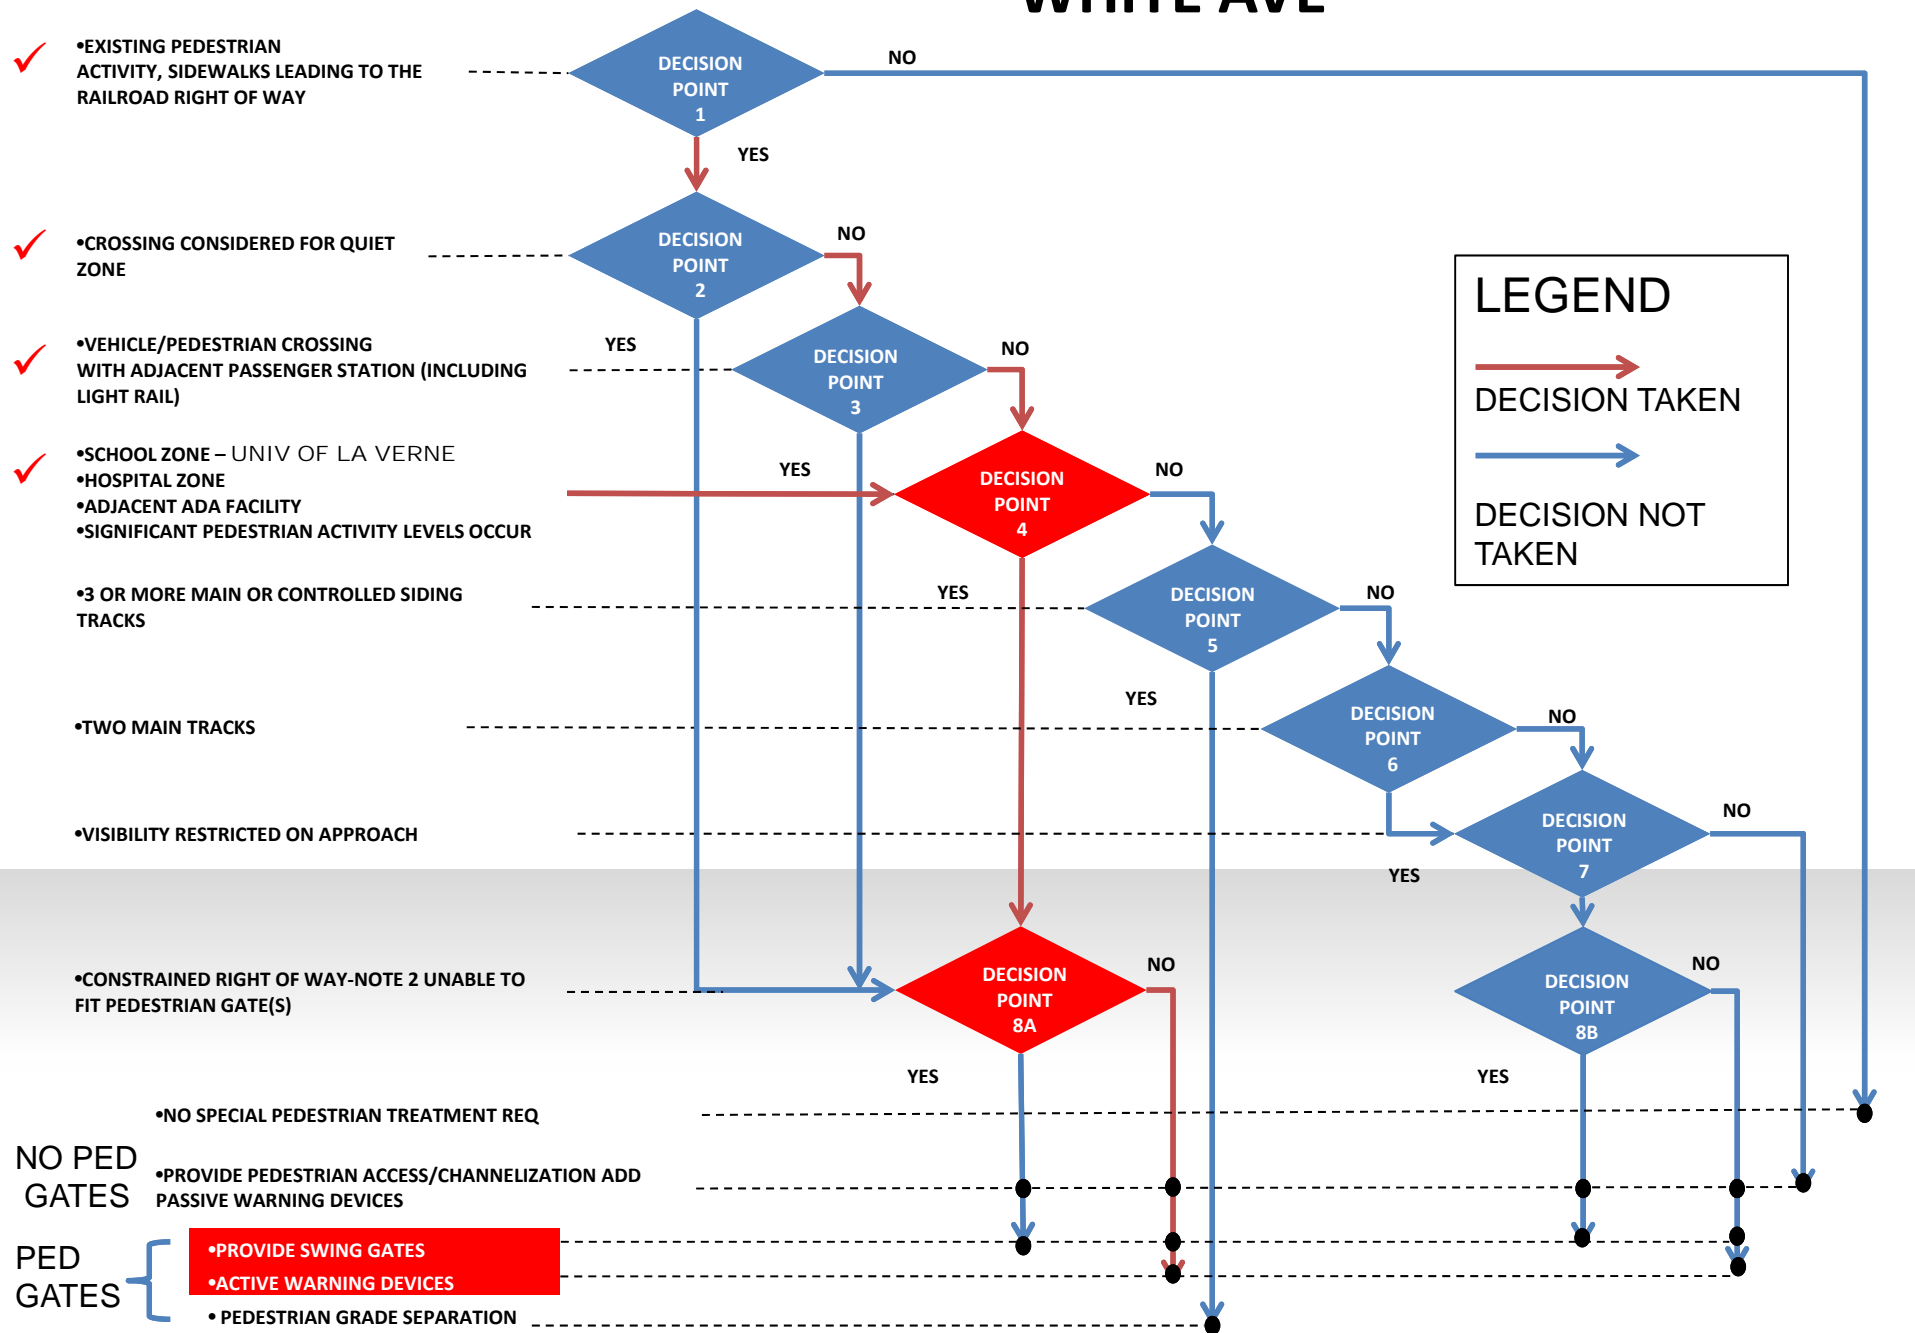 WHITE AVE
•EXISTING PEDESTRIAN
ACTIVITY, SIDEWALKS LEADING TO THE
RAILROAD RIGHT OF WAY
DECISION
POINT
1
NO
YES
•CROSSING CONSIDERED FOR QUIET
ZONE
DECISION
POINT
2
NO
•VEHICLE/PEDESTRIAN CROSSING
WITH ADJACENT PASSENGER STATION (INCLUDING
LIGHT RAIL)
YES
DECISION
POINT
3
NO
LEGEND
DECISION TAKEN
DECISION NOT
TAKEN
•SCHOOL ZONE – UNIV OF LA VERNE
•HOSPITAL ZONE
•ADJACENT ADA FACILITY
•SIGNIFICANT PEDESTRIAN ACTIVITY LEVELS OCCUR
YES
DECISION
POINT
4
NO
•3 OR MORE MAIN OR CONTROLLED SIDING
TRACKS
YES
DECISION
POINT
5
NO
•TWO MAIN TRACKS
YES
DECISION
POINT
6
NO
•VISIBILITY RESTRICTED ON APPROACH
YES
DECISION
POINT
7
NO
•CONSTRAINED RIGHT OF WAY-NOTE 2 UNABLE TO
FIT PEDESTRIAN GATE(S)
DECISION
POINT
8A
NO
YES
DECISION
POINT
8B
NO
YES
•NO SPECIAL PEDESTRIAN TREATMENT REQ
NO PED
GATES
•PROVIDE PEDESTRIAN ACCESS/CHANNELIZATION ADD
PASSIVE WARNING DEVICES
PED
GATES
•PROVIDE SWING GATES
•ACTIVE WARNING DEVICES
• PEDESTRIAN GRADE SEPARATION